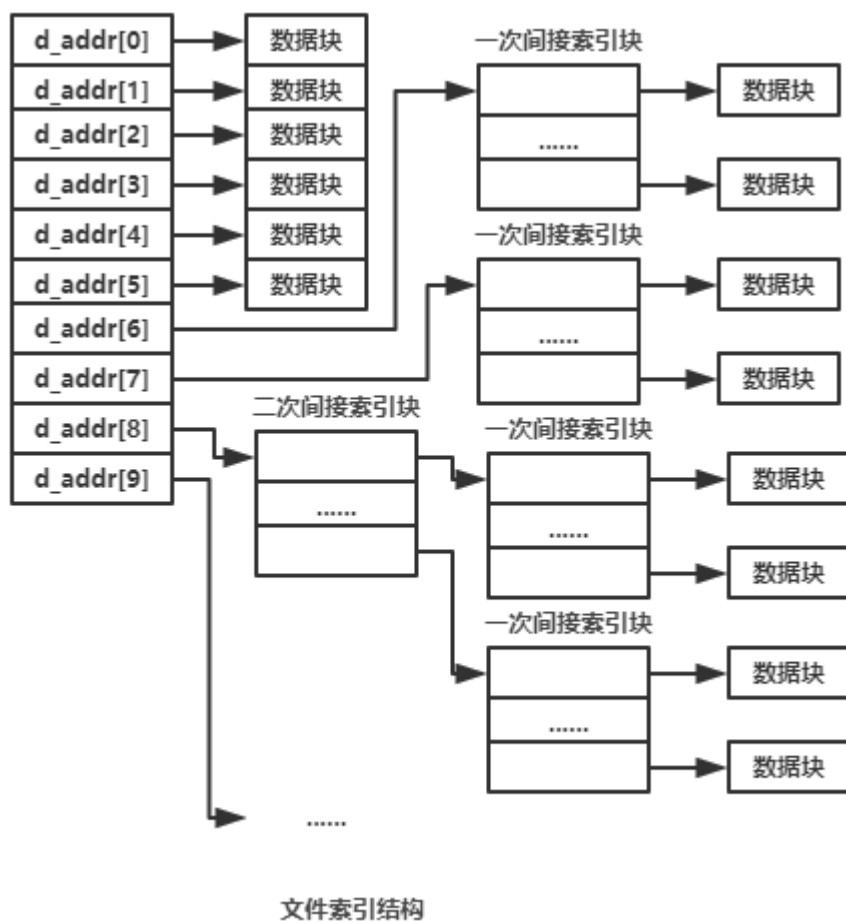 d_addr[0]
数据块
一次间接索引块
d_addr[1]
数据块
数据块
d_addr[2]
数据块
......
d_addr[3]
数据块
数据块
d_addr[4]
数据块
一次间接索引块
d_addr[5]
数据块
数据块
d_addr[6]
......
d_addr[7]
数据块
二次间接索引块
d_addr[8]
一次间接索引块
d_addr[9]
数据块
......
......
数据块
一次间接索引块
数据块
......
数据块
......
文件索引结构